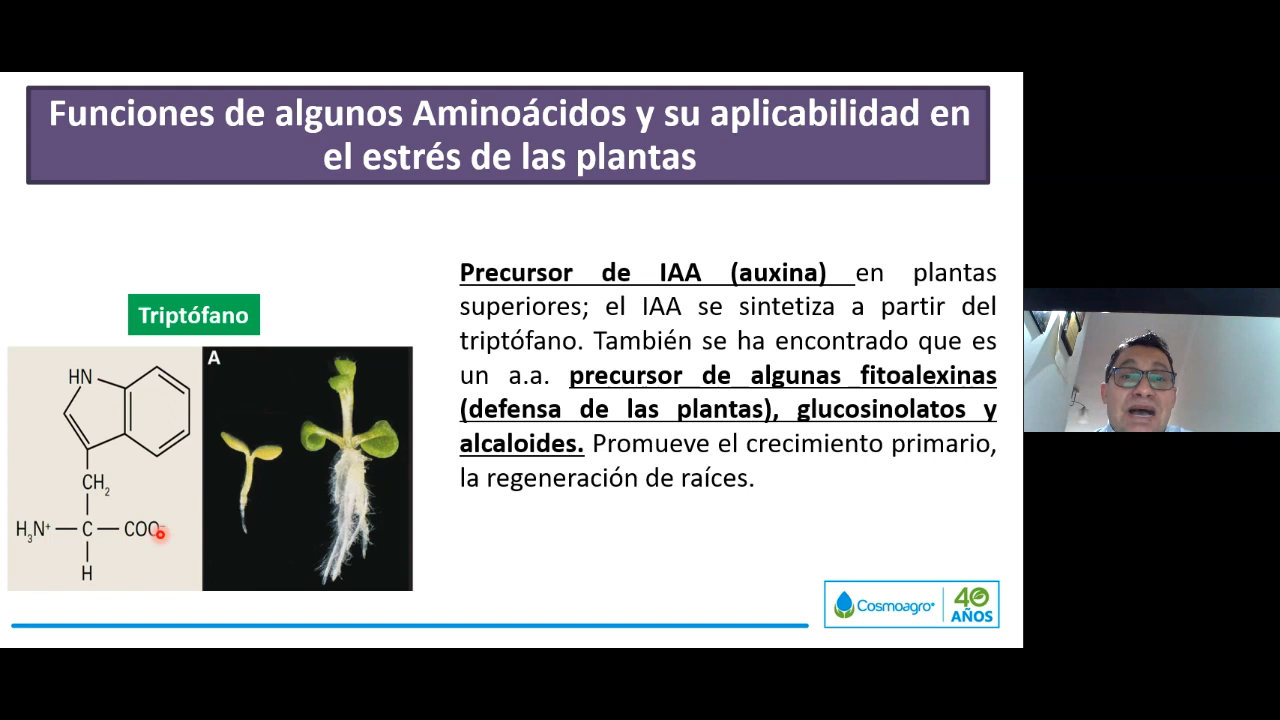 Funciones de algunos Aminoácidos y su aplicabilidad en
el estrés de las plantas
Triptófano
HN
CH2
H3N+ — C — COO-
H
A
Precursor de IAA (auxina) en plantas
superiores; el IAA se sintetiza a partir del
triptófano. También se ha encontrado que es
un a.a. precursor de algunas fitoalexinas
(defensa de las plantas), glucosinolatos y
alcaloides. Promueve el crecimiento primario,
la regeneración de raíces.
Cosmoagro
40
AÑOS